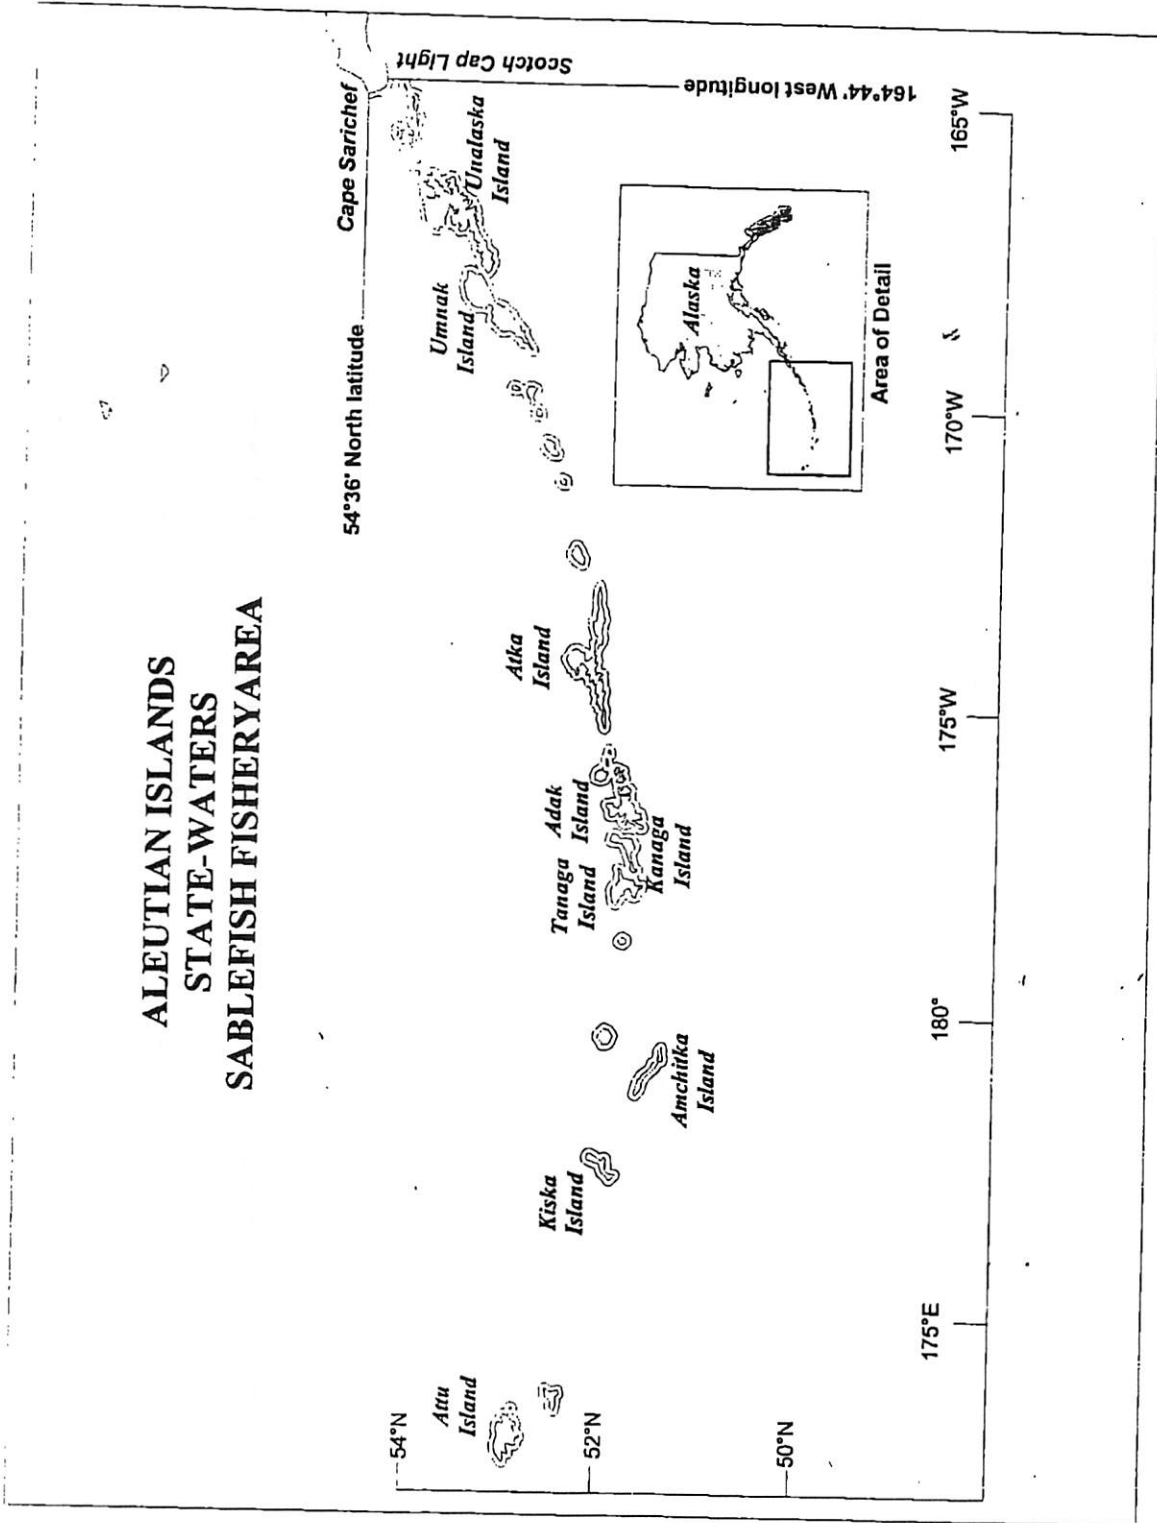 ALEUTIAN ISLANDS
STATE-WATERS
SABLEFISH FISHERYAREA
54°36' North latitude
Cape Sarichef
Scotch Cap Light
164°44' West longitude
Unalaska
Island
Umnak
Island
Atka
Island
Adak
Island
Tanaga
Island
Kanaga
Island
Amchitka
Island
Kiska
Island
Attu
Island
Alaska
Area of Detail
54°N
52°N
50°N
175°E
180°
175°W
170°W
165°W